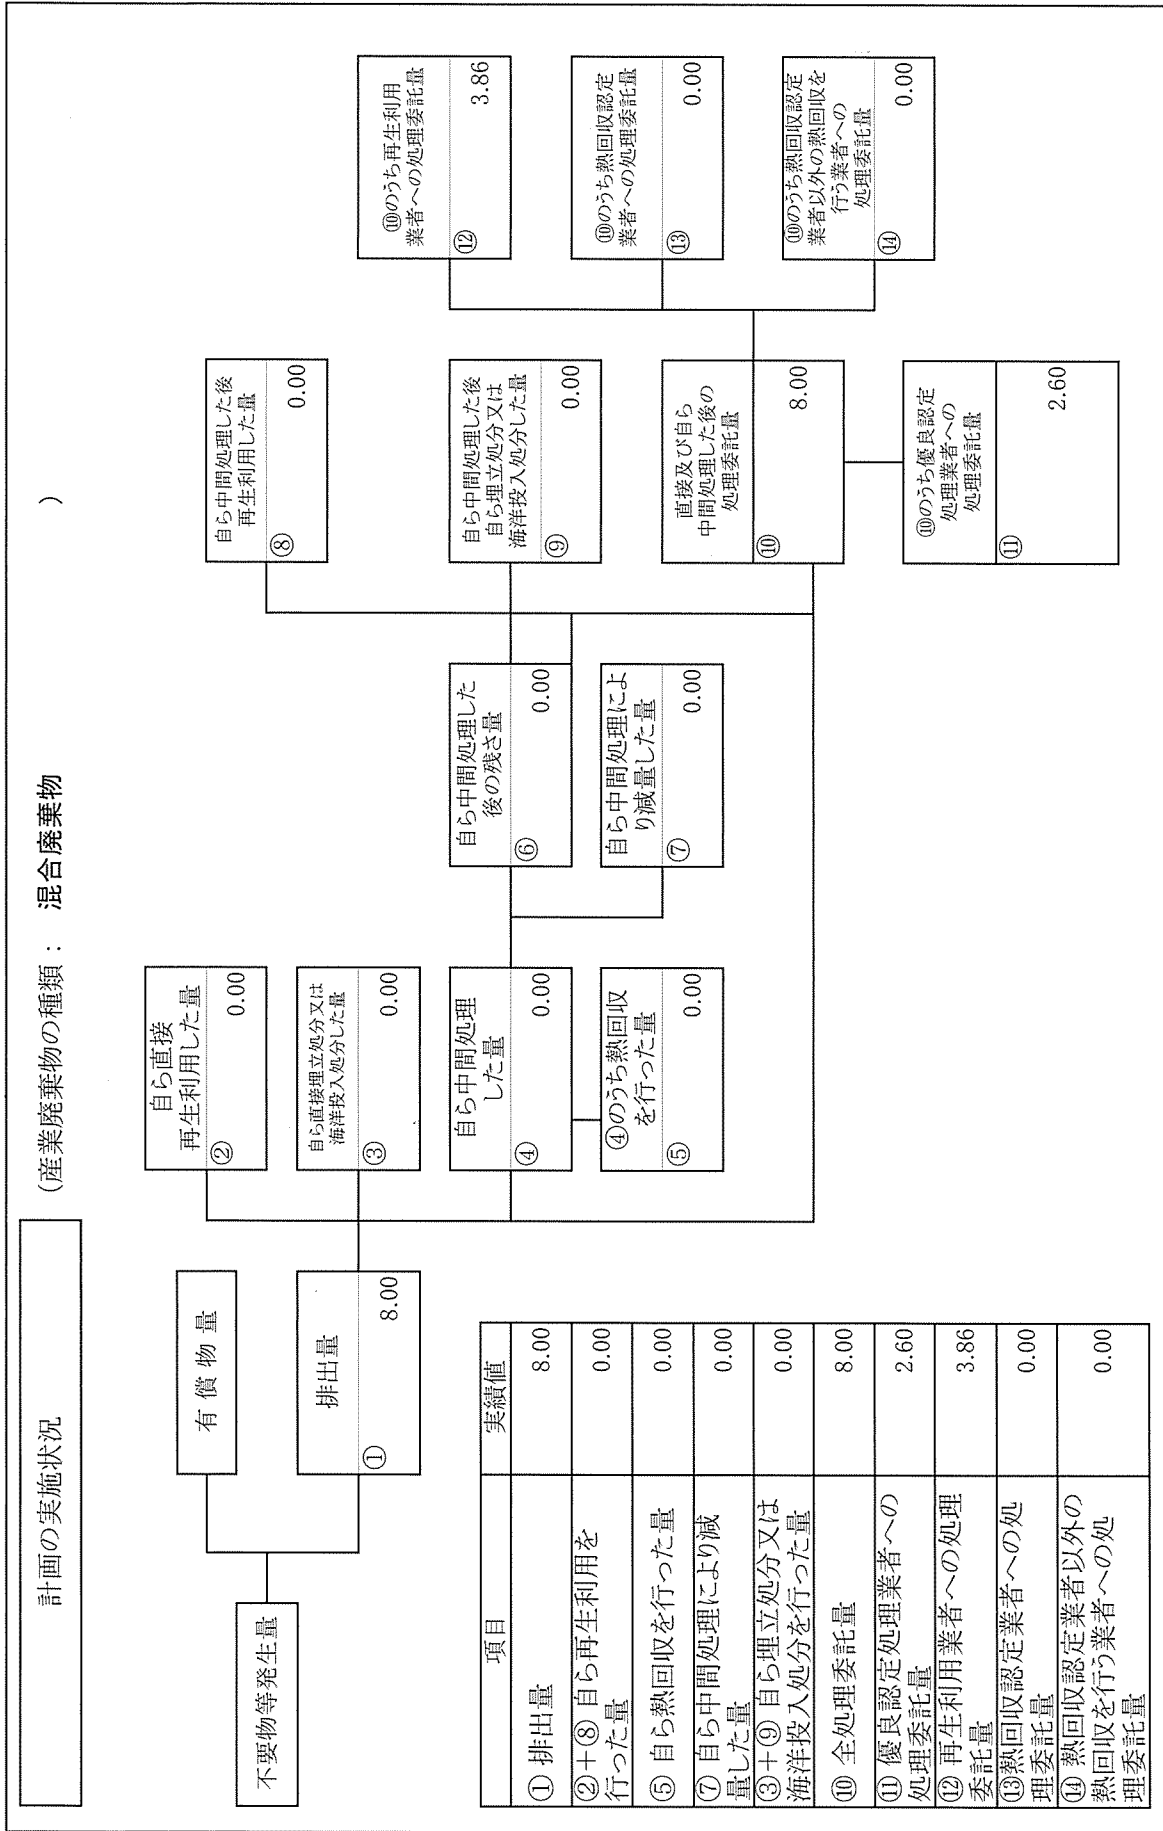 計画の実施状況
(産業廃棄物の種類： 混合廃棄物 )
不要物等発生量
有 償 物 量
排出量
① 8.00
自ら直接
再生利用した量
② 0.00
自ら直接埋立処分又は
海洋投入処分した量
③ 0.00
自ら中間処理
した量
④ 0.00
④のうち熱回収
を行った量
⑤ 0.00
自ら中間処理した
後の残さ量
⑥ 0.00
自ら中間処理によ
り減量した量
⑦ 0.00
自ら中間処理した後
再生利用した量
⑧ 0.00
自ら中間処理した後
自ら埋立処分又は
海洋投入処分した量
⑨ 0.00
直接及び自ら
中間処理した後の
処理委託量
⑩ 8.00
⑩のうち優良認定
処理業者への
処理委託量
⑪ 2.60
⑩のうち再生利用
業者への処理委託量
⑫ 3.86
⑩のうち熱回収認定
業者への処理委託量
⑬ 0.00
⑩のうち熱回収認定
業者以外の熱回収を
行う業者への
処理委託量
⑭ 0.00
項目 実績値
① 排出量 8.00
②＋⑧ 自ら再生利用を
行った量 0.00
⑤ 自ら熱回収を行った量 0.00
⑦ 自ら中間処理により減
量した量 0.00
③＋⑨ 自ら埋立処分又は
海洋投入処分を行った量 0.00
⑩ 全処理委託量 8.00
⑪ 優良認定処理業者への
処理委託量 2.60
⑫ 再生利用業者への処理
委託量 3.86
⑬熱回収認定業者への処
理委託量 0.00
⑭ 熱回収認定業者以外の
熱回収を行う業者への処
理委託量 0.00